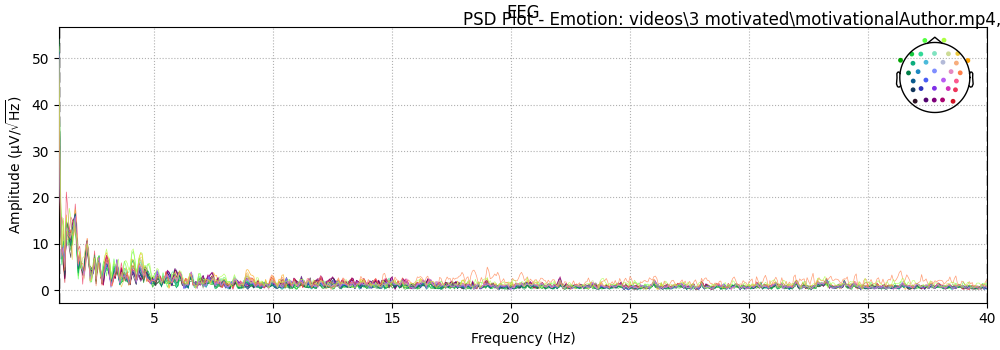 EEG
PSD Plot - Emotion: videos\3 motivated\motivationalAuthor.mp4,
Amplitude (µV/√Hz)
50
40
30
20
10
0
5 10 15 20 25 30 35 40
Frequency (Hz)